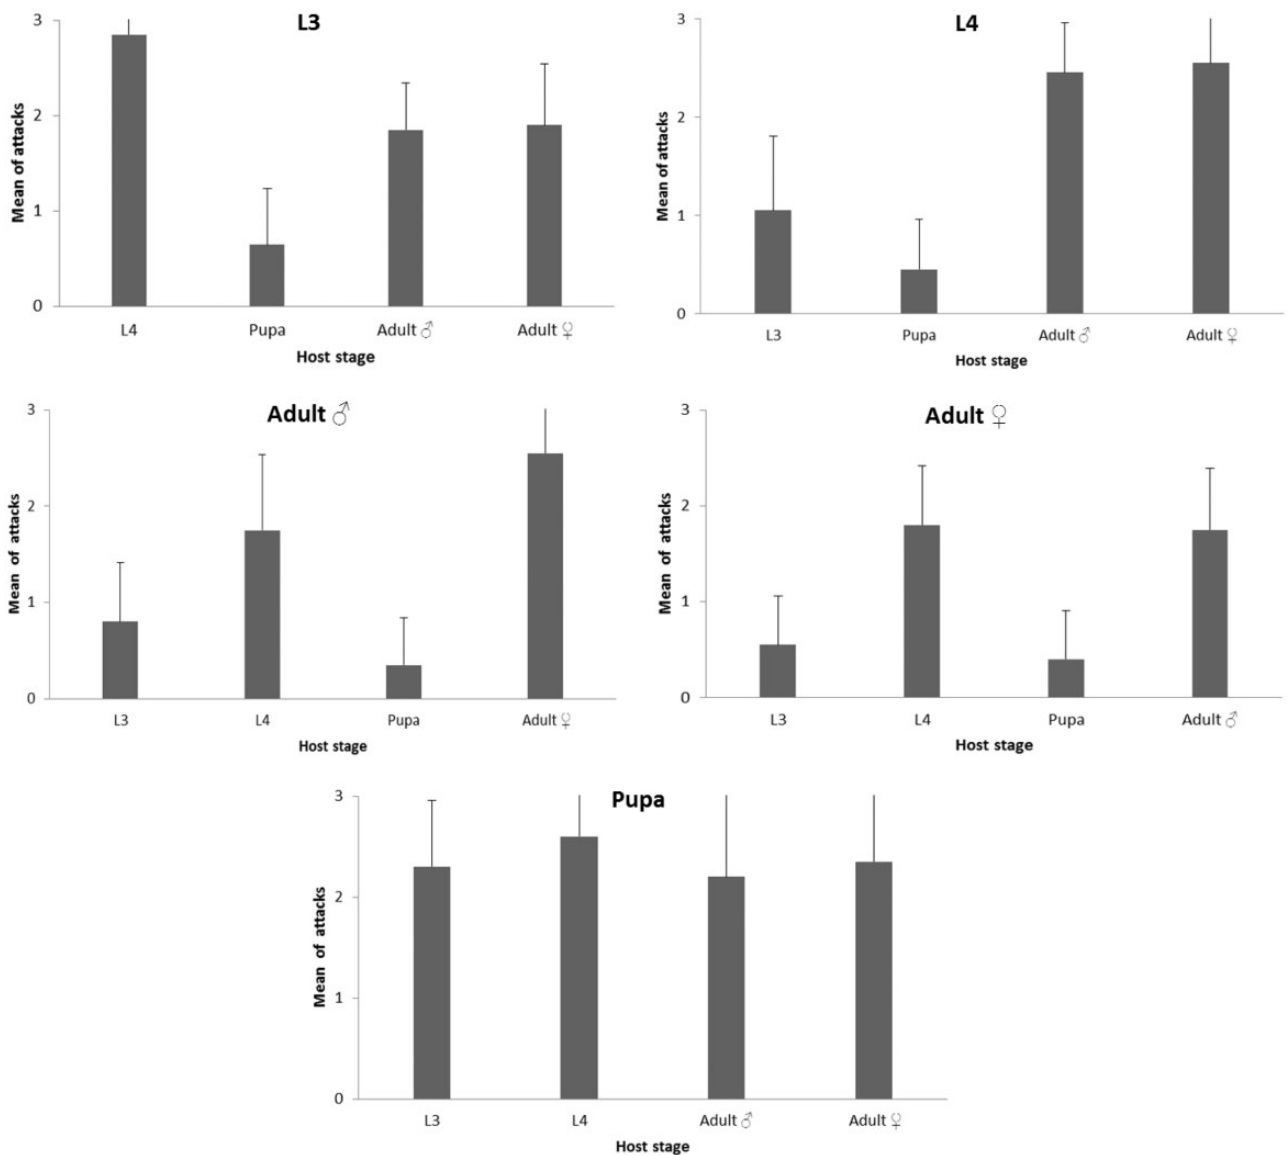 L3
Mean of attacks
3
2
1
0
L4 Pupa Adult ♂ Adult ♀
Host stage
L4
Mean of attacks
3
2
1
0
L3 Pupa Adult ♂ Adult ♀
Host stage
Adult ♂
Mean of attacks
3
2
1
0
L3 L4 Pupa Adult ♀
Host stage
Adult ♀
Mean of attacks
3
2
1
0
L3 L4 Pupa Adult ♂
Host stage
Pupa
Mean of attacks
3
2
1
0
L3 L4 Adult ♂ Adult ♀
Host stage